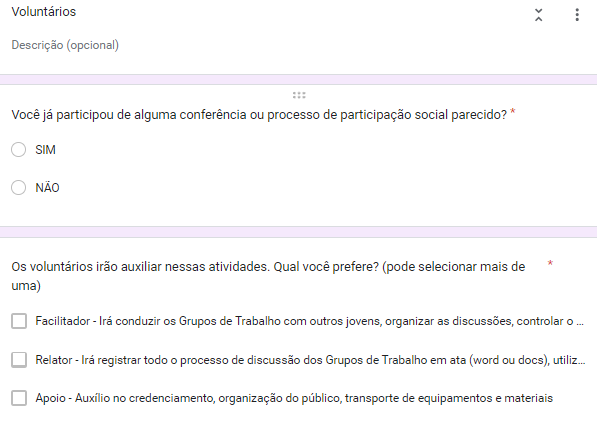 Voluntários
Descrição (opcional)
Você já participou de alguma conferência ou processo de participação social parecido? *
SIM
NÃO
Os voluntários irão auxiliar nessas atividades. Qual você prefere? (pode selecionar mais de *
uma)
Facilitador - Irá conduzir os Grupos de Trabalho com outros jovens, organizar as discussões, controlar o ...
Relator - Irá registrar todo o processo de discussão dos Grupos de Trabalho em ata (word ou docs), utiliz...
Apoio - Auxílio no credenciamento, organização do público, transporte de equipamentos e materiais